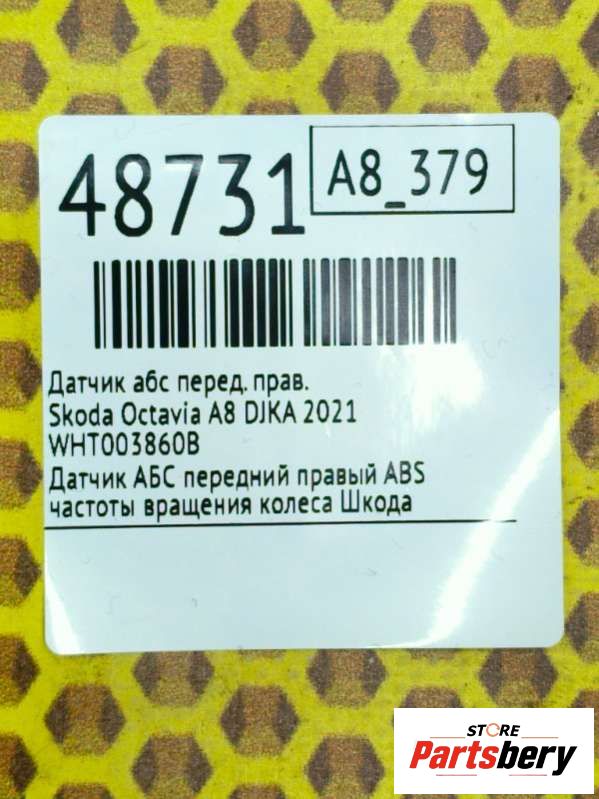 48731
A8_379
Датчик абс перед. прав.
Skoda Octavia A8 DJKA 2021
WHT003860B
Датчик АБС передний правый ABS
частоты вращения колеса Шкода
STORE
Partsbery